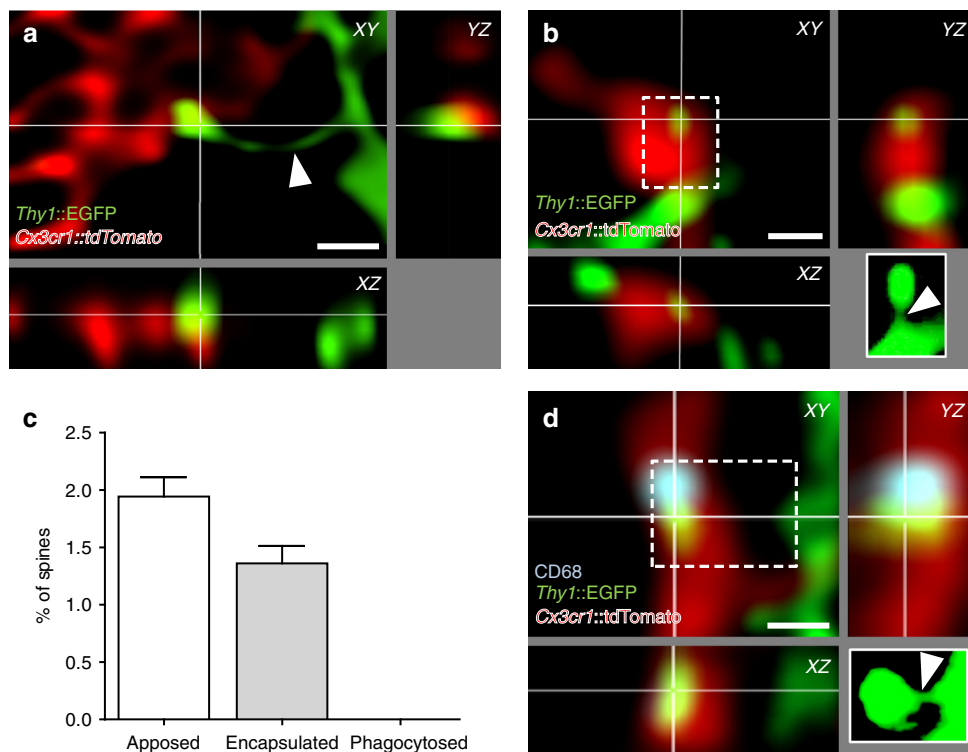 a
XY
YZ
Thy1::EGFP
Cx3cr1::tdTomato
XZ
b
XY
YZ
Thy1::EGFP
Cx3cr1::tdTomato
XZ
c
% of spines
2.5
2.0
1.5
1.0
0.5
0.0
Apposed Encapsulated Phagocytosed
d
XY
YZ
CD68
Thy1::EGFP
Cx3cr1::tdTomato
XZ